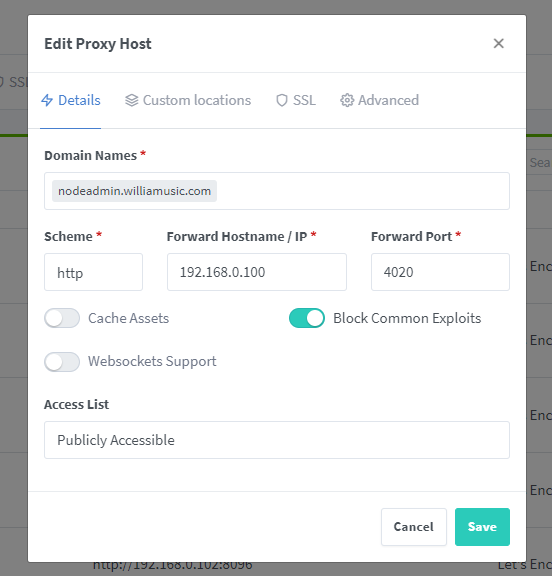 Edit Proxy Host
SSL
Details Custom locations SSL Advanced
Domain Names *
Sea
nodeadmin.williamusic.com
Scheme * Forward Hostname / IP * Forward Port *
http 192.168.0.100 4020
Enc
Cache Assets Block Common Exploits
Enc
Websockets Support
Access List
Enc
Publicly Accessible
Enc
Cancel Save
http://192.168.0.102:8096 Let's Enc